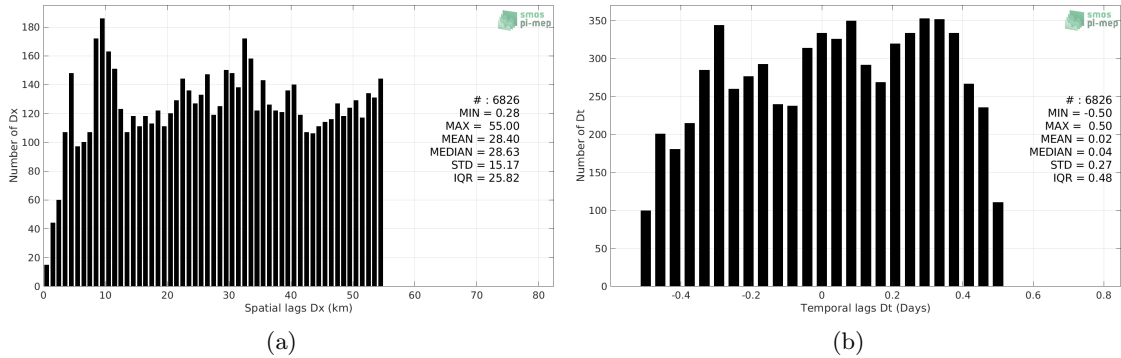 smos
pi-mep
180
160
140
120
100
80
60
40
20
0
Number of Dx
# : 6826
MIN = 0.28
MAX = 55.00
MEAN = 28.40
MEDIAN = 28.63
STD = 15.17
IQR = 25.82
0 10 20 30 40 50 60 70 80
Spatial lags Dx (km)
(a)
smos
pi-mep
350
300
250
200
150
100
50
0
Number of Dt
# : 6826
MIN = -0.50
MAX = 0.50
MEAN = 0.02
MEDIAN = 0.04
STD = 0.27
IQR = 0.48
-0.4 -0.2 0 0.2 0.4 0.6 0.8
Temporal lags Dt (Days)
(b)